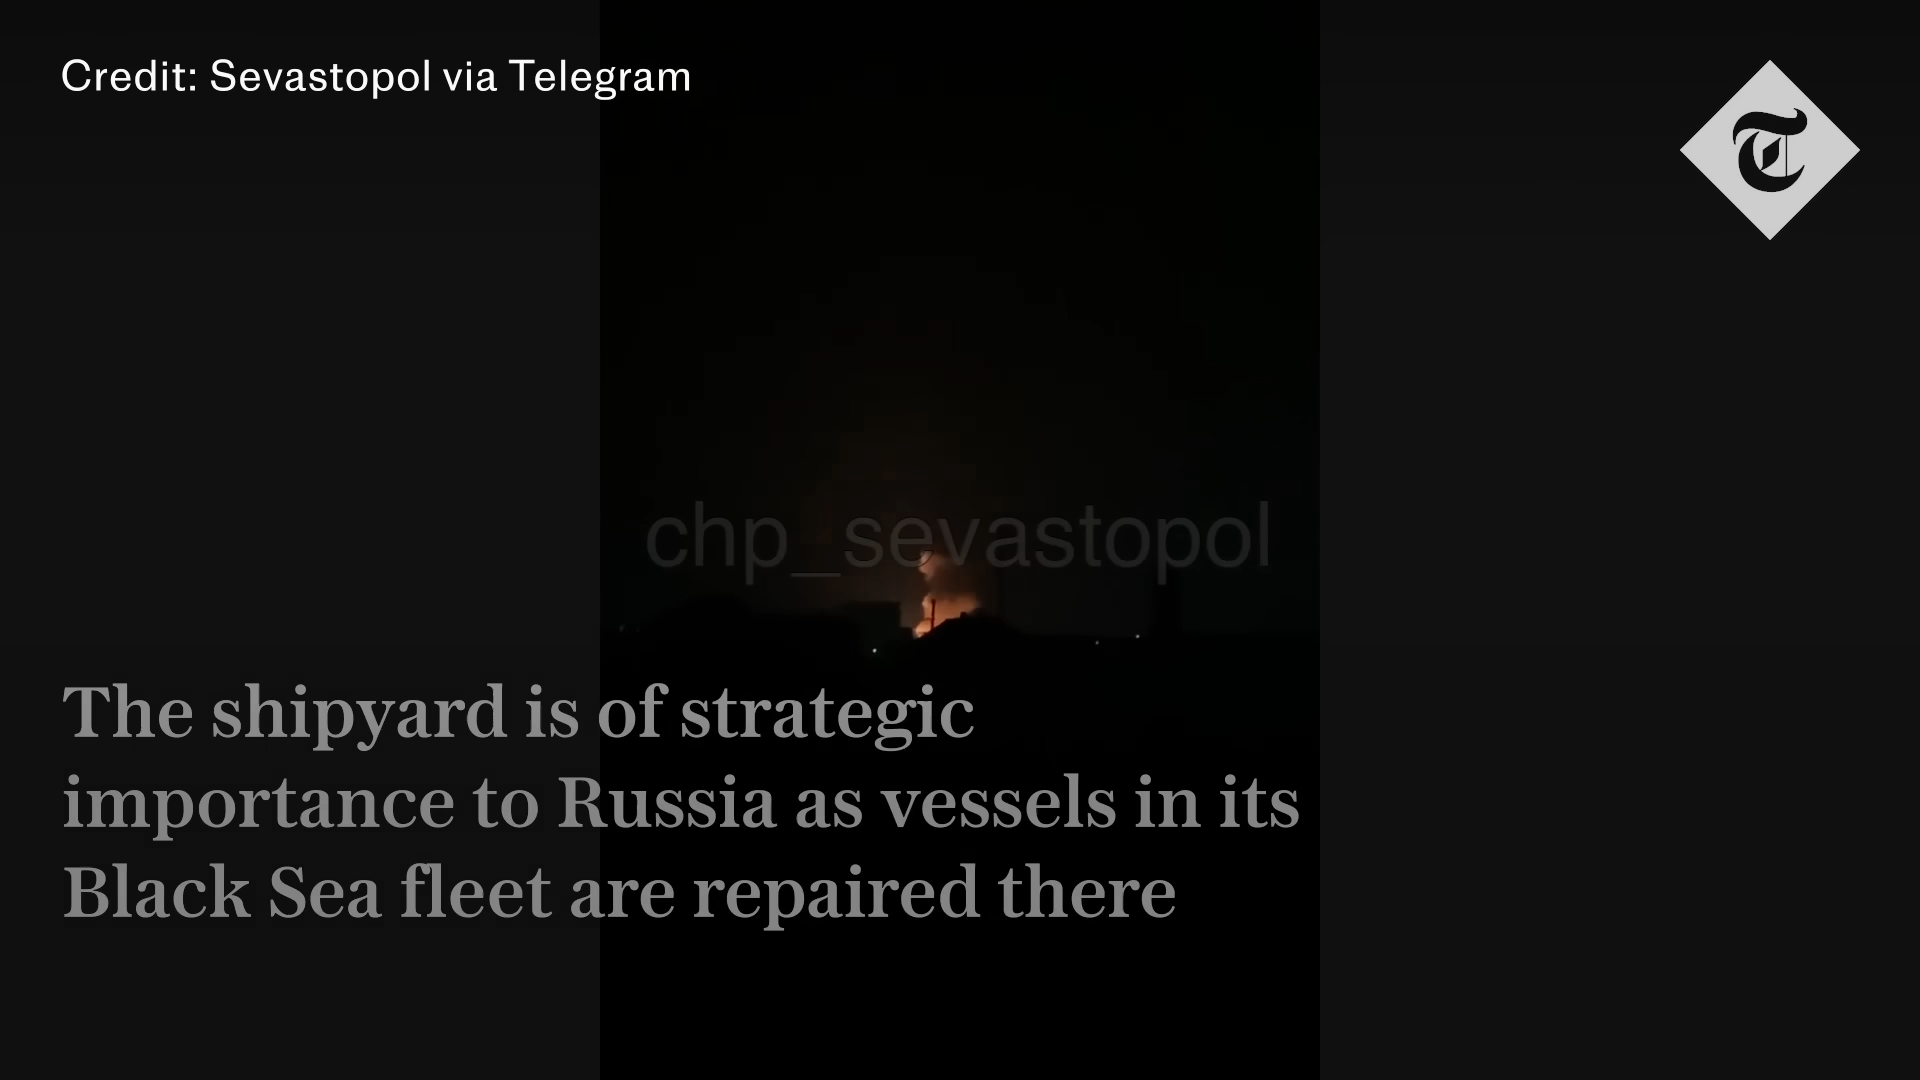 Credit: Sevastopol via Telegram
T
chp_sevastopol
The shipyard is of strategic
importance to Russia as vessels in its
Black Sea fleet are repaired there